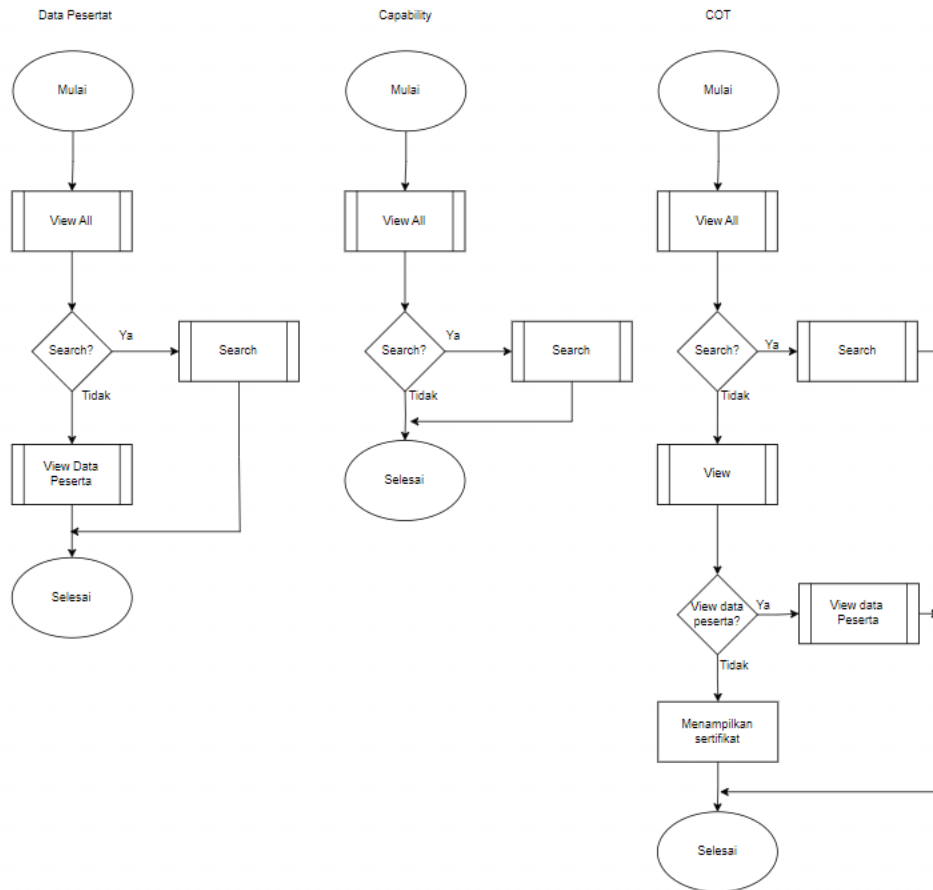 Data Pesertat
Mulai
View All
Search?
Ya
Search
Tidak
View Data
Peserta
Selesai
Capability
Mulai
View All
Search?
Ya
Search
Tidak
Selesai
COT
Mulai
View All
Search?
Ya
Search
Tidak
View
View data
peserta?
Ya
View data
Peserta
Tidak
Menampilkan
sertifikat
Selesai